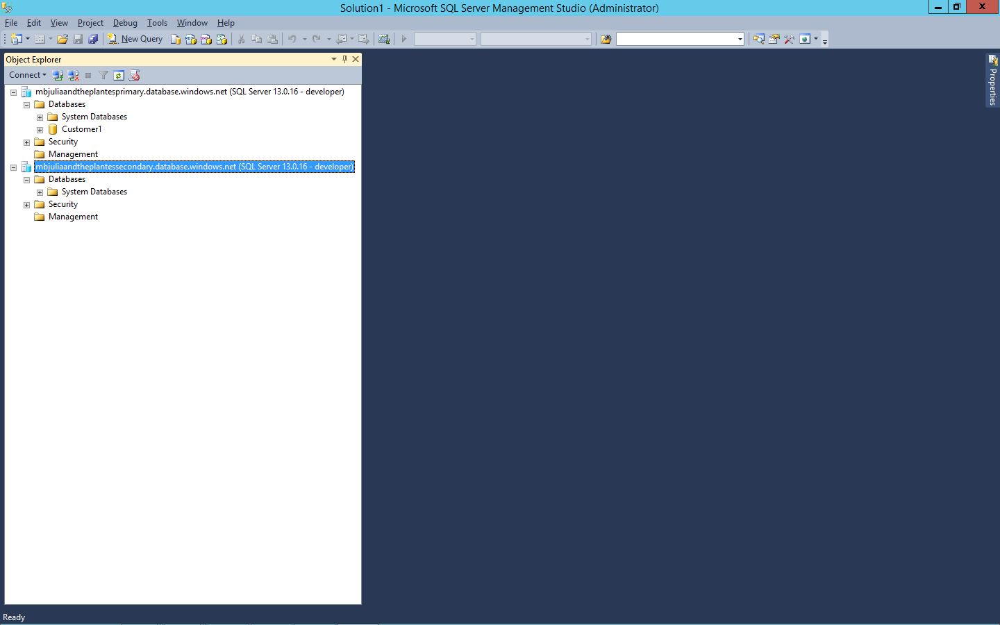 Solution1 - Microsoft SQL Server Management Studio (Administrator)
File Edit View Project Debug Tools Window Help
New Query
Object Explorer
Connect
mbjuliaandtheplantesprimary.database.windows.net (SQL Server 13.0.16 - developer)
Databases
System Databases
Customer1
Security
Management
mbjuliaandtheplantessecondary.database.windows.net (SQL Server 13.0.16 - developer)
Databases
System Databases
Security
Management
Properties
Ready